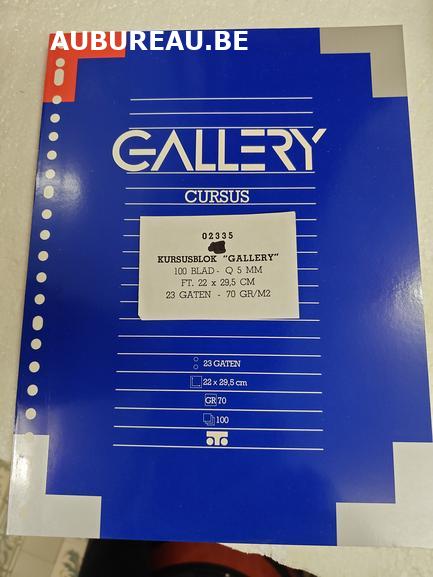 AUBUREAU.BE
GALLERY
CURSUS
02335
KURSUSBLOK "GALLERY"
100 BLAD - Q 5 MM
FT. 22 x 29,5 CM
23 GATEN - 70 GR/M2
23 GATEN
22 x 29,5 cm
GR 70
100